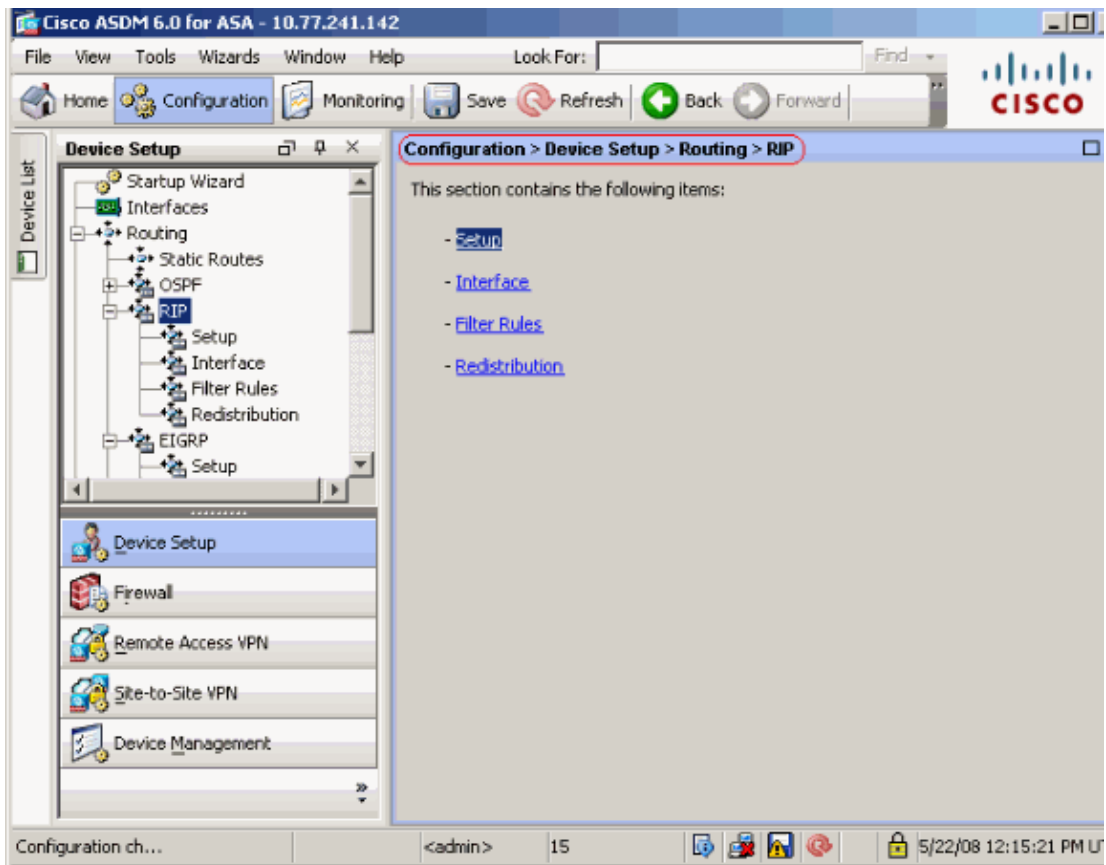 Cisco ASDM 6.0 for ASA - 10.77.241.142
File View Tools Wizards Window Help Look For: Find
Home Configuration Monitoring Save Refresh Back Forward
CISCO
Device List
Device Setup
Startup Wizard
Interfaces
Routing
Static Routes
OSPF
RIP
Setup
Interface
Filter Rules
Redistribution
EIGRP
Setup
Device Setup
Firewall
Remote Access VPN
Site-to-Site VPN
Device Management
Configuration > Device Setup > Routing > RIP
This section contains the following items:
- Setup
- Interface
- Filter Rules
- Redistribution
Configuration ch... <admin> 15 5/22/08 12:15:21 PM